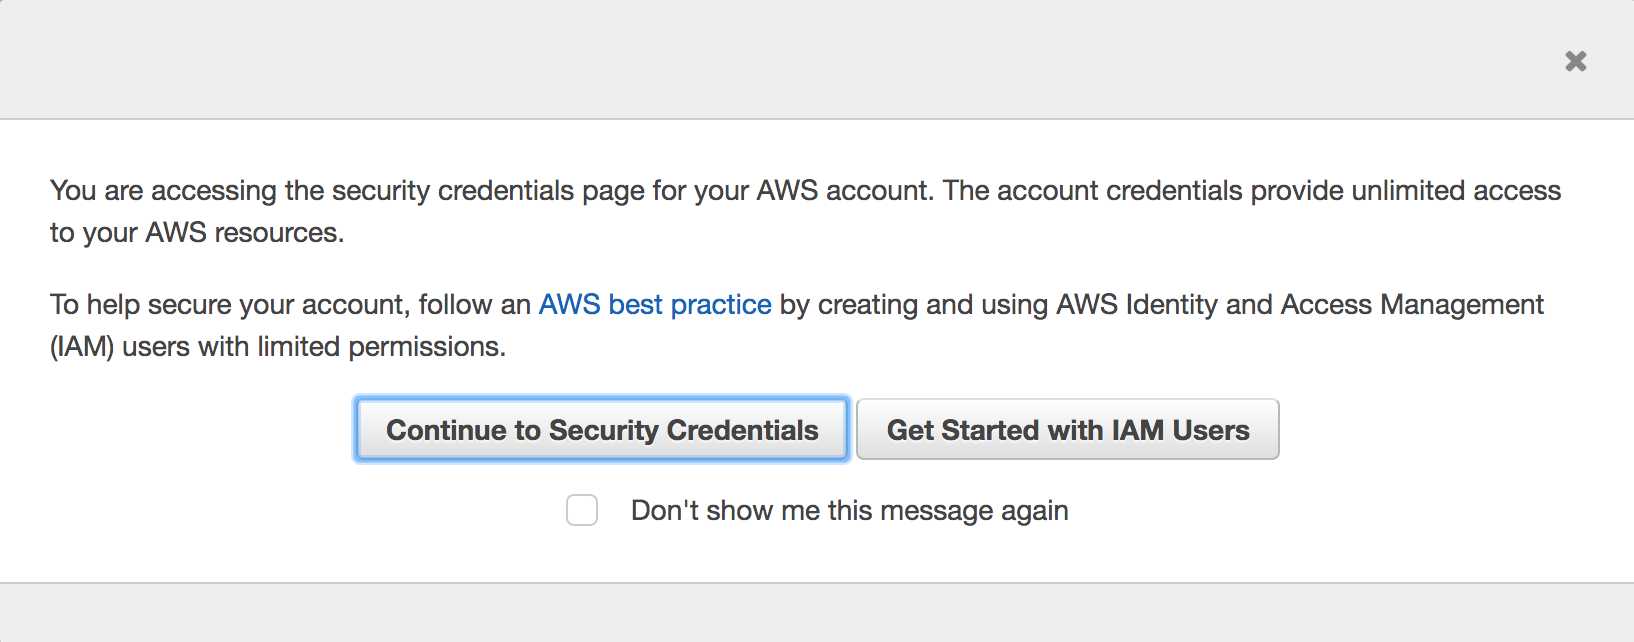 You are accessing the security credentials page for your AWS account. The account credentials provide unlimited access
to your AWS resources.
To help secure your account, follow an AWS best practice by creating and using AWS Identity and Access Management
(IAM) users with limited permissions.
Continue to Security Credentials Get Started with IAM Users
Don't show me this message again